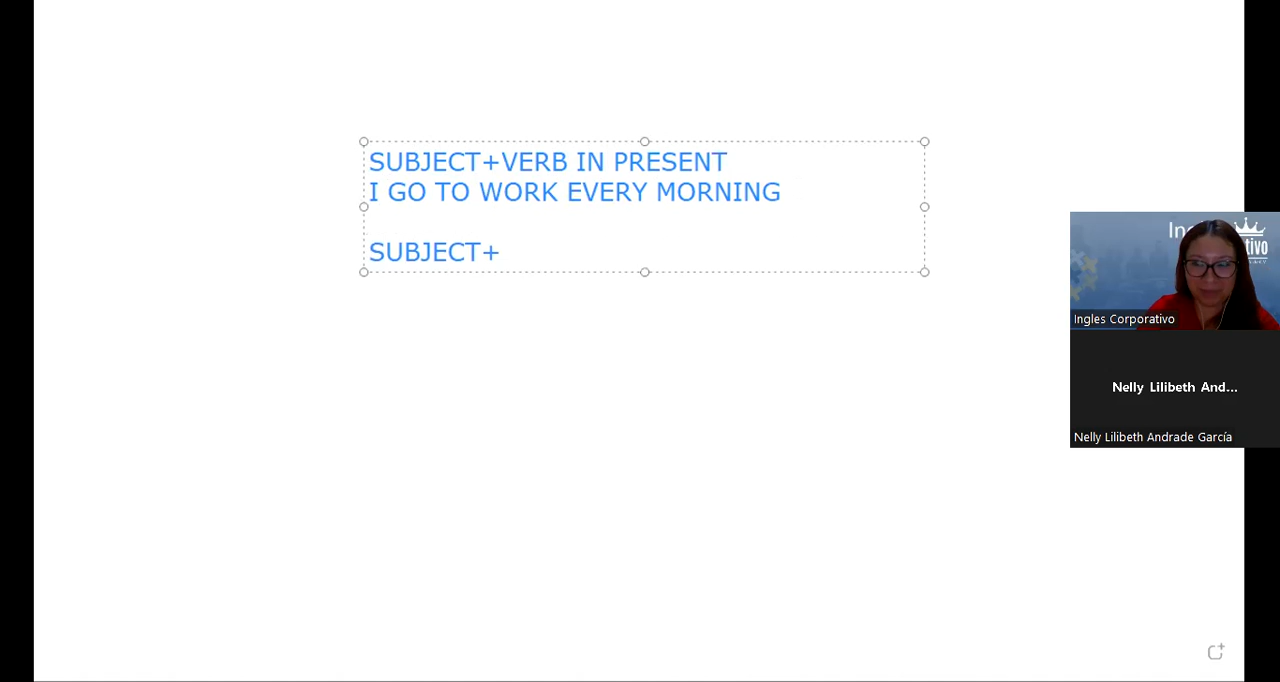 SUBJECT+VERB IN PRESENT
I GO TO WORK EVERY MORNING
SUBJECT+
Ingles Corporativo
Nelly Lilibeth And...
Nelly Lilibeth Andrade García